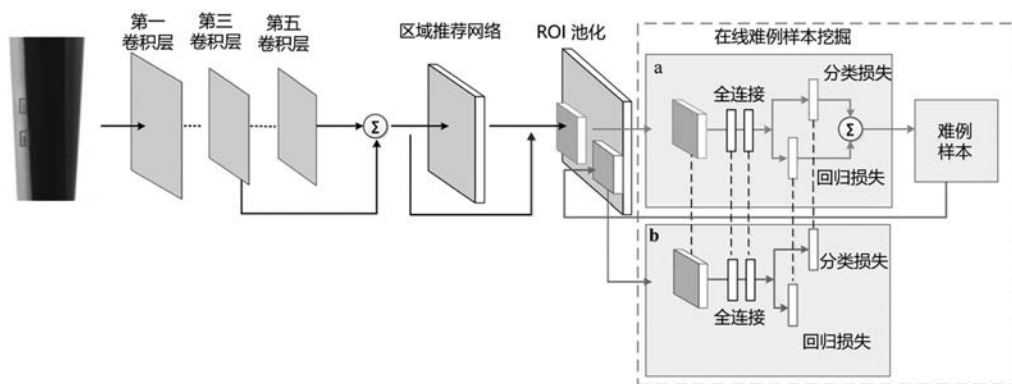 第一
卷积层
第三
卷积层
第五
卷积层
区域推荐网络
ROI 池化
在线难例样本挖掘
a
全连接
分类损失
回归损失
Σ
Σ
难例
样本
b
全连接
分类损失
回归损失